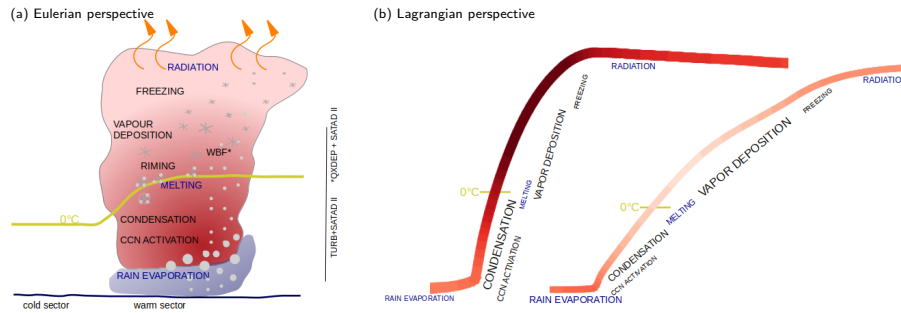 (a) Eulerian perspective
RADIATION
FREEZING
VAPOUR
DEPOSITION
WBF*
RIMING
MELTING
0°C
CONDENSATION
CCN ACTIVATION
RAIN EVAPORATION
cold sector
warm sector
*QXDEP + SATAD II
TURB+SATAD II
(b) Lagrangian perspective
RADIATION
FREEZING
VAPOR DEPOSITION
0°C
MELTING
CONDENSATION
CCN ACTIVATION
RAIN EVAPORATION
RADIATION
FREEZING
VAPOR DEPOSITION
0°C
MELTING
CONDENSATION
CCN ACTIVATION
RAIN EVAPORATION